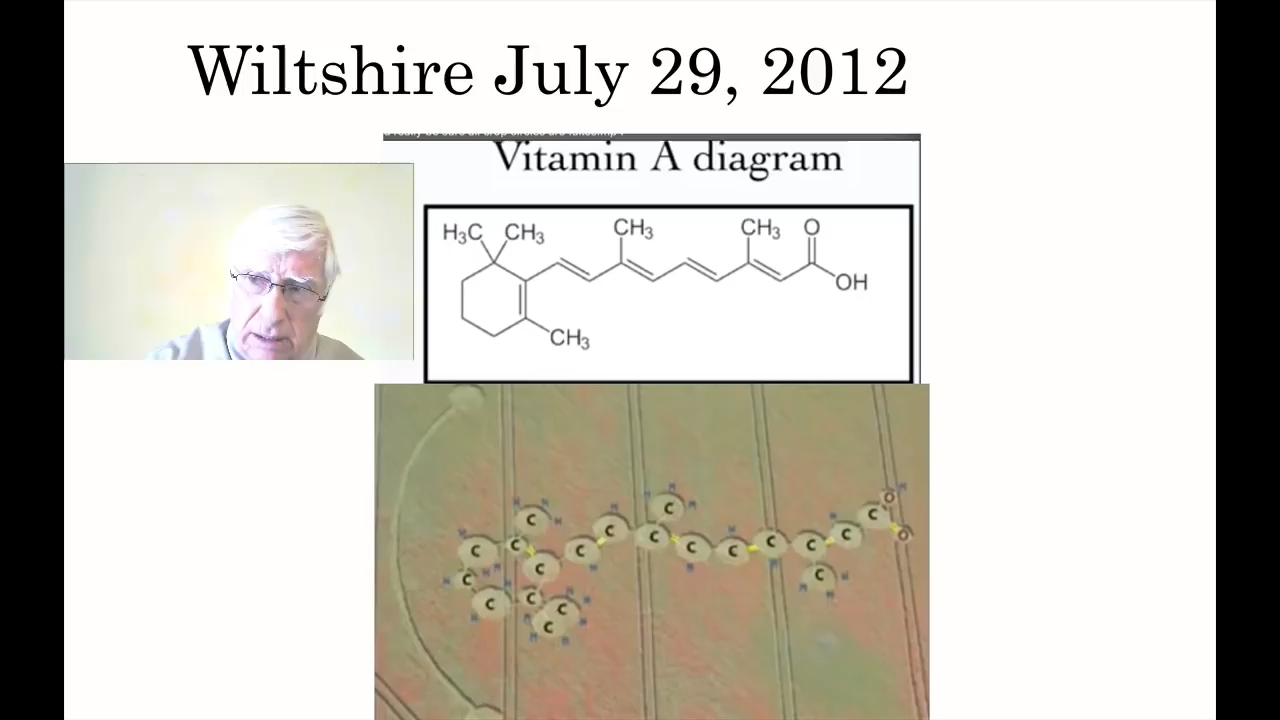 Wiltshire July 29, 2012
Vitamin A diagram
H₃C CH₃ CH₃ CH₃ O
OH
CH₃
C C C C C C C C C C C C C C C C C C C C O O